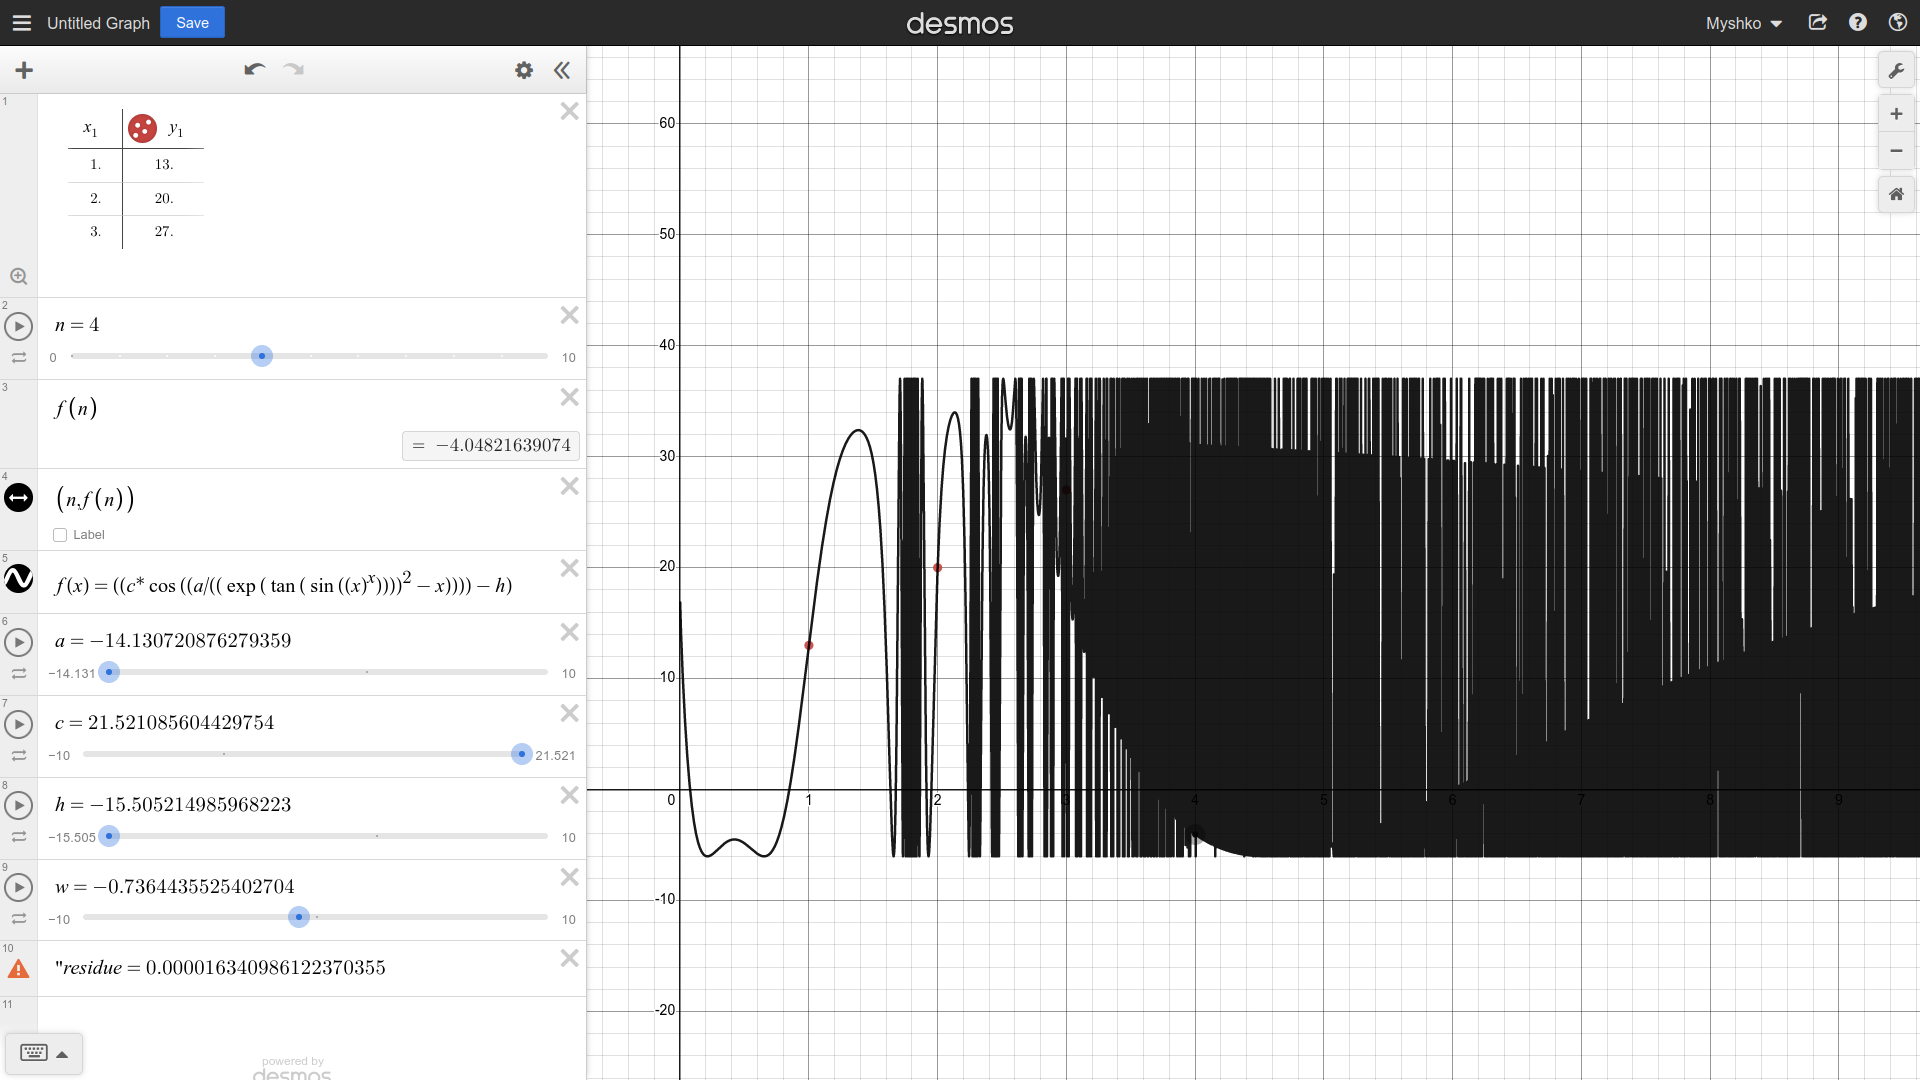 Untitled Graph Save desmos Myshko
1
x₁ y₁
1. 13.
2. 20.
3. 27.
2
n = 4
0 10
3
f(n)
= −4.04821639074
4
(n,f(n))
Label
5
f(x) = ((c* cos ((a/(( exp ( tan ( sin ((x)^x))))^2 − x)))) − h)
6
a = −14.130720876279359
−14.131 10
7
c = 21.521085604429754
−10 21.521
8
h = −15.505214985968223
−15.505 10
9
w = −0.7364435525402704
−10 10
10
"residue = 0.000016340986122370355
11
powered by
desmos
60
50
40
30
20
10
0 1 2 3 4 5 6 7 8 9
-10
-20